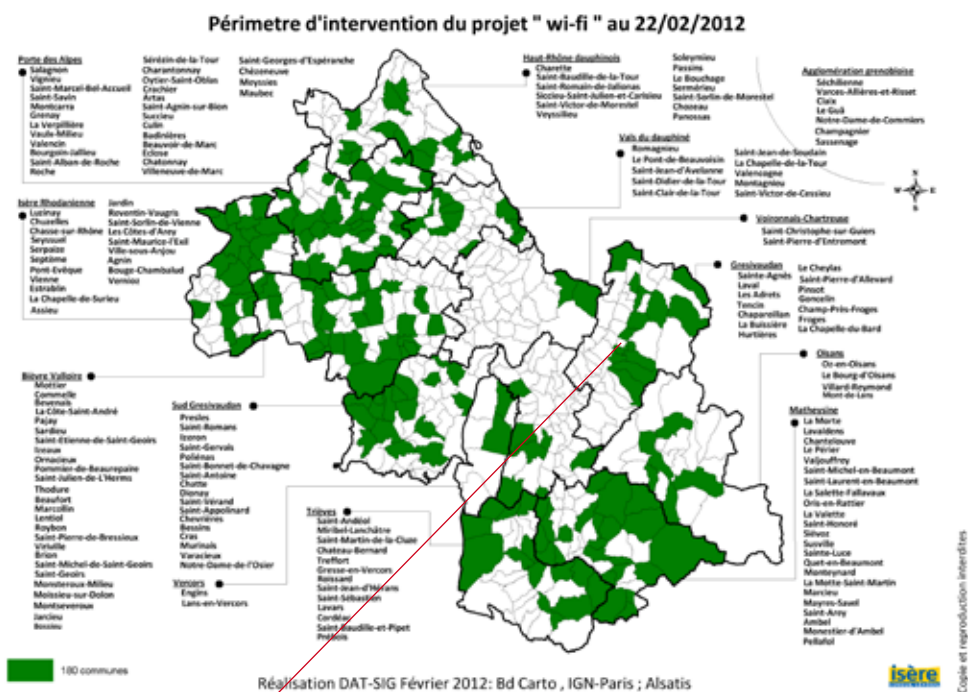 Périmetre d'intervention du projet " wi-fi " au 22/02/2012
Porte des Alpes
Salagnon
Vignieu
Saint-Marcel-Bel-Accueil
Saint-Savin
Montcarra
Grenay
La Verpillière
Vaulx-Milieu
Valencin
Bourgoin-Jallieu
Saint-Alban-de-Roche
Roche
Sérézin-de-la-Tour
Charantonnay
Oytier-Saint-Oblas
Crachier
Artas
Saint-Agnin-sur-Bion
Succieu
Culin
Badinières
Beauvoir-de-Marc
Eclose
Chatonnay
Villeneuve-de-Marc
Saint-Georges-d'Espéranche
Chèzeneuve
Meyssies
Maubec
Haut-Rhône dauphinois
Charette
Saint-Baudille-de-la-Tour
Saint-Romain-de-Jalionas
Siccieu-Saint-Julien-et-Carisieu
Saint-Victor-de-Morestel
Veyssilieu
Soleymieu
Passins
Le Bouchage
Sermérieu
Saint-Sorlin-de-Morestel
Chozeau
Panossas
Agglomération grenobloise
Séchilienne
Varces-Allières-et-Risset
Claix
Le Guâ
Notre-Dame-de-Commiers
Champagnier
Sassenage
Vals du dauphiné
Romagnieu
Le Pont-de-Beauvoisin
Saint-Jean-d'Avelanne
Saint-Didier-de-la-Tour
Saint-Clair-de-la-Tour
Saint-Jean-de-Soudain
La Chapelle-de-la-Tour
Valencogne
Montagnieu
Saint-Victor-de-Cessieu
N
W
E
S
Isère Rhodanienne
Luzinay
Chuzelles
Chasse-sur-Rhône
Seyssuel
Serpaize
Septème
Pont-Evêque
Vienne
Estrablin
La Chapelle-de-Surieu
Assieu
Jardin
Reventin-Vaugris
Saint-Sorlin-de-Vienne
Les Côtes-d'Arey
Saint-Maurice-l'Exil
Ville-sous-Anjou
Agnin
Bougé-Chambalud
Vernioz
Voironnais-Chartreuse
Saint-Christophe-sur-Guiers
Saint-Pierre-d'Entremont
Gresivaudan
Sainte-Agnès
Laval
Les Adrets
Tencin
Chapareillan
La Buissière
Hurtières
Le Cheylas
Saint-Pierre-d'Allevard
Pinsot
Goncelin
Champ-Près-Froges
Froges
La Chapelle-du-Bard
Oisans
Oz-en-Oisans
Le Bourg-d'Oisans
Villard-Reymond
Mont-de-Lans
Bièvre Valloire
Mottier
Commelle
Bevenais
La Côte-Saint-André
Pajay
Sardieu
Saint-Etienne-de-Saint-Geoirs
Izeaux
Ornacieux
Pommier-de-Beaurepaire
Saint-Julien-de-L'Herms
Thodure
Beaufort
Marcollin
Lentiol
Roybon
Saint-Pierre-de-Bressieux
Viriville
Brion
Saint-Michel-de-Saint-Geoirs
Saint-Geoirs
Monsteroux-Milieu
Moissieu-sur-Dolon
Montseveroux
Jarcieu
Bossieu
Sud Gresivaudan
Presles
Saint-Romans
Izeron
Saint-Gervais
Poliénas
Saint-Bonnet-de-Chavagne
Saint-Antoine
Chatte
Dionay
Saint-Vérand
Saint-Appolinard
Chevrières
Bessins
Cras
Murinais
Varacieux
Notre-Dame-de-l'Osier
Vercors
Engins
Lans-en-Vercors
Trièves
Saint-Andéol
Miribel-Lanchâtre
Saint-Martin-de-la-Cluze
Chateau-Bernard
Treffort
Gresse-en-Vercors
Roissard
Saint-Jean-d'Hérans
Saint-Sébastien
Lavars
Cordéac
Saint-Baudille-et-Pipet
Prébois
Matheysine
La Morte
Lavaldens
Chantelouve
Le Périer
Valjouffrey
Saint-Michel-en-Beaumont
Saint-Laurent-en-Beaumont
La Salette-Fallavaux
Oris-en-Rattier
La Valette
Saint-Honoré
Siévoz
Susville
Sainte-Luce
Quet-en-Beaumont
Monteynard
La Motte-Saint-Martin
Marcieu
Mayres-Savel
Saint-Arey
Ambel
Monestier-d'Ambel
Pellafol
180 communes
Réalisation DAT-SIG Février 2012: Bd Carto , IGN-Paris ; Alsatis
isère
Copie et reproduction interdites